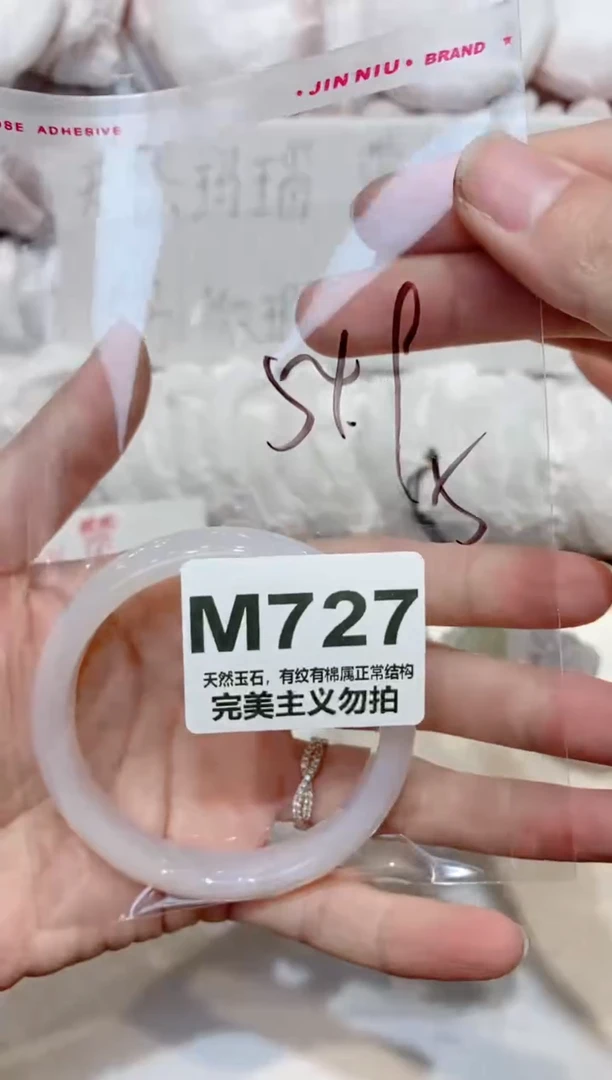 • JIN NIU • BRAND
OSE ADHESIVE
M727
天然玉石，有纹有棉属正常结构
完美主义勿拍